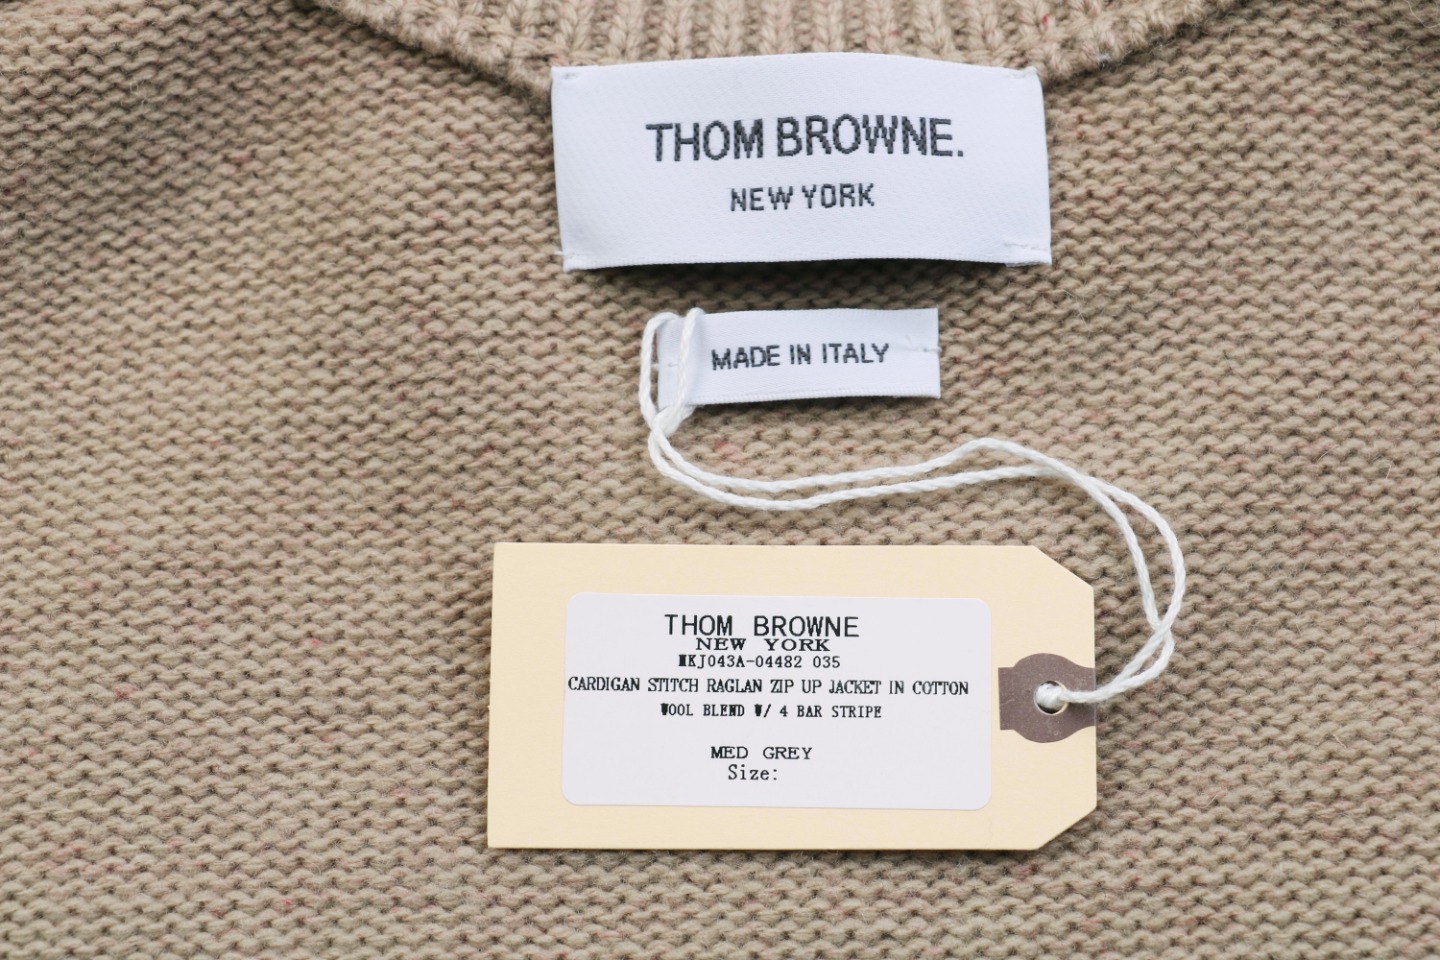 THOM BROWNE.
NEW YORK
MADE IN ITALY
THOM BROWNE
NEW YORK
MKJ043A-04482 035
CARDIGAN STITCH RAGLAN ZIP UP JACKET IN COTTON
WOOL BLEND W/ 4 BAR STRIPE
MED GREY
Size: